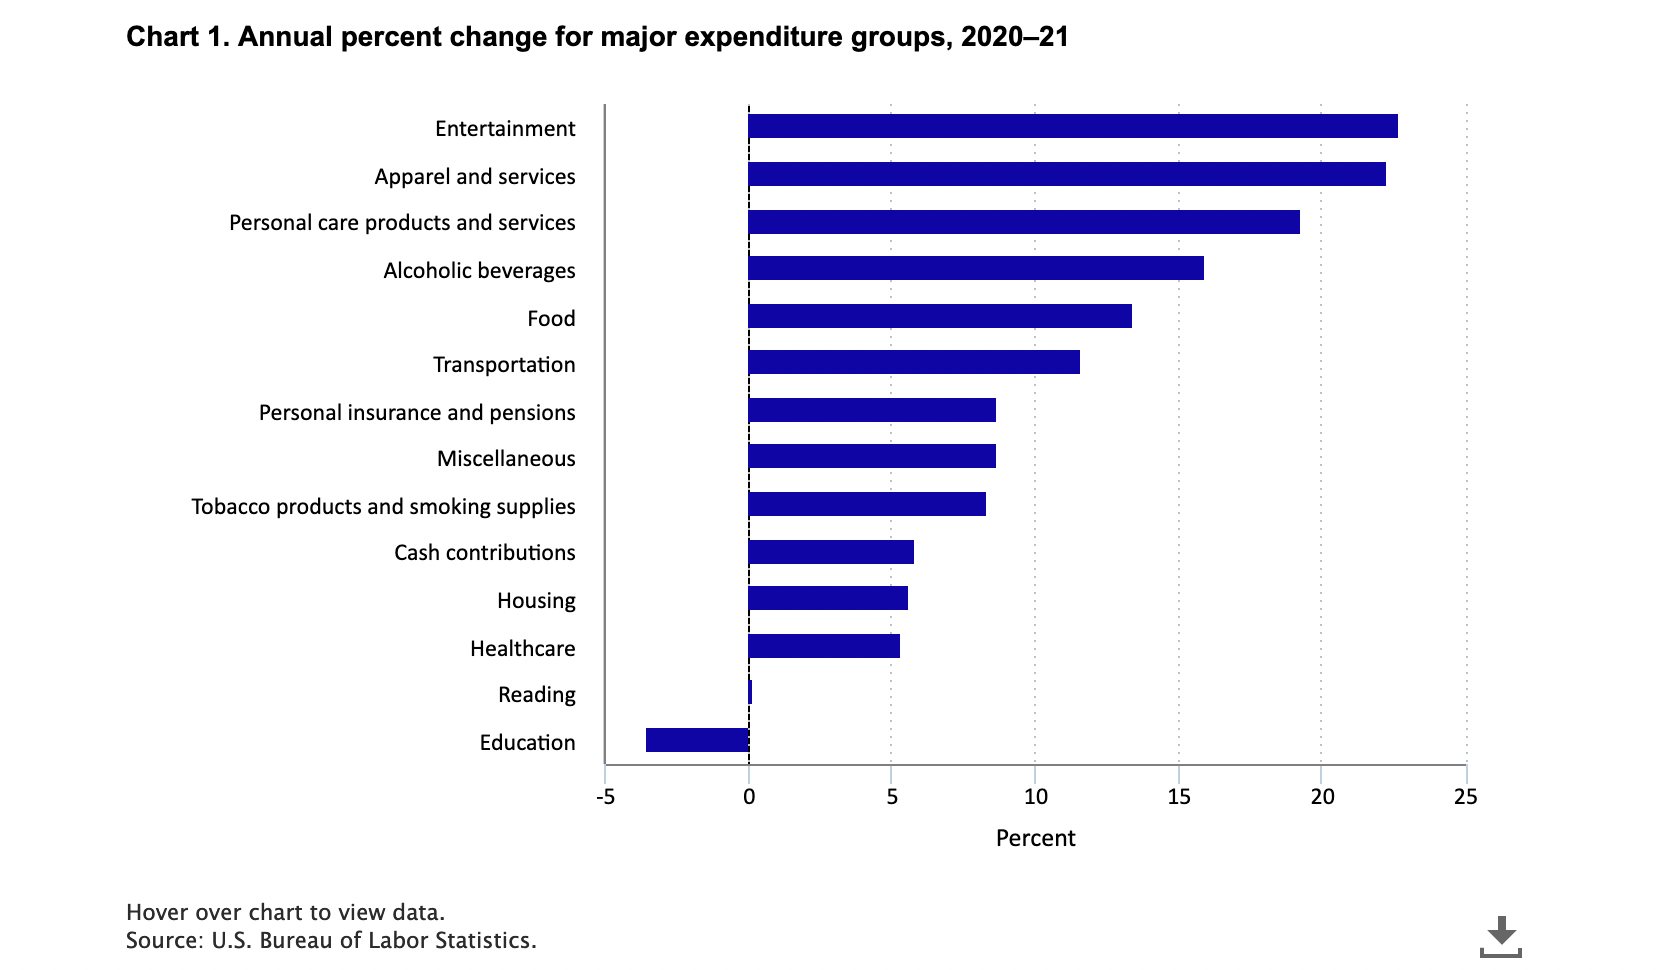 Chart 1. Annual percent change for major expenditure groups, 2020–21
Entertainment
Apparel and services
Personal care products and services
Alcoholic beverages
Food
Transportation
Personal insurance and pensions
Miscellaneous
Tobacco products and smoking supplies
Cash contributions
Housing
Healthcare
Reading
Education
-5 0 5 10 15 20 25
Percent
Hover over chart to view data.
Source: U.S. Bureau of Labor Statistics.